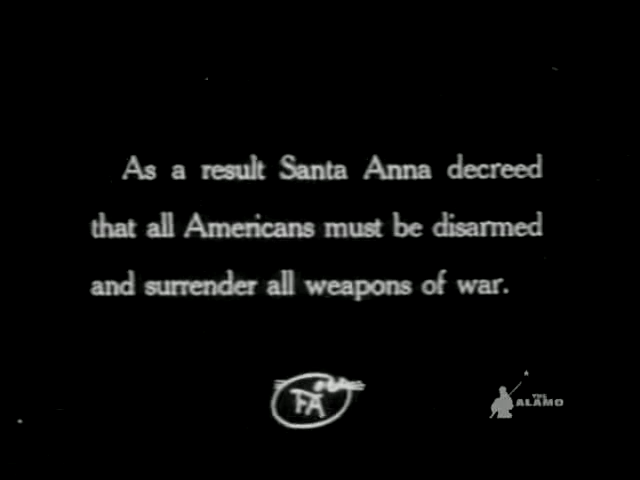 As a result Santa Anna decreed
that all Americans must be disarmed
and surrender all weapons of war.
FA
THE
ALAMO